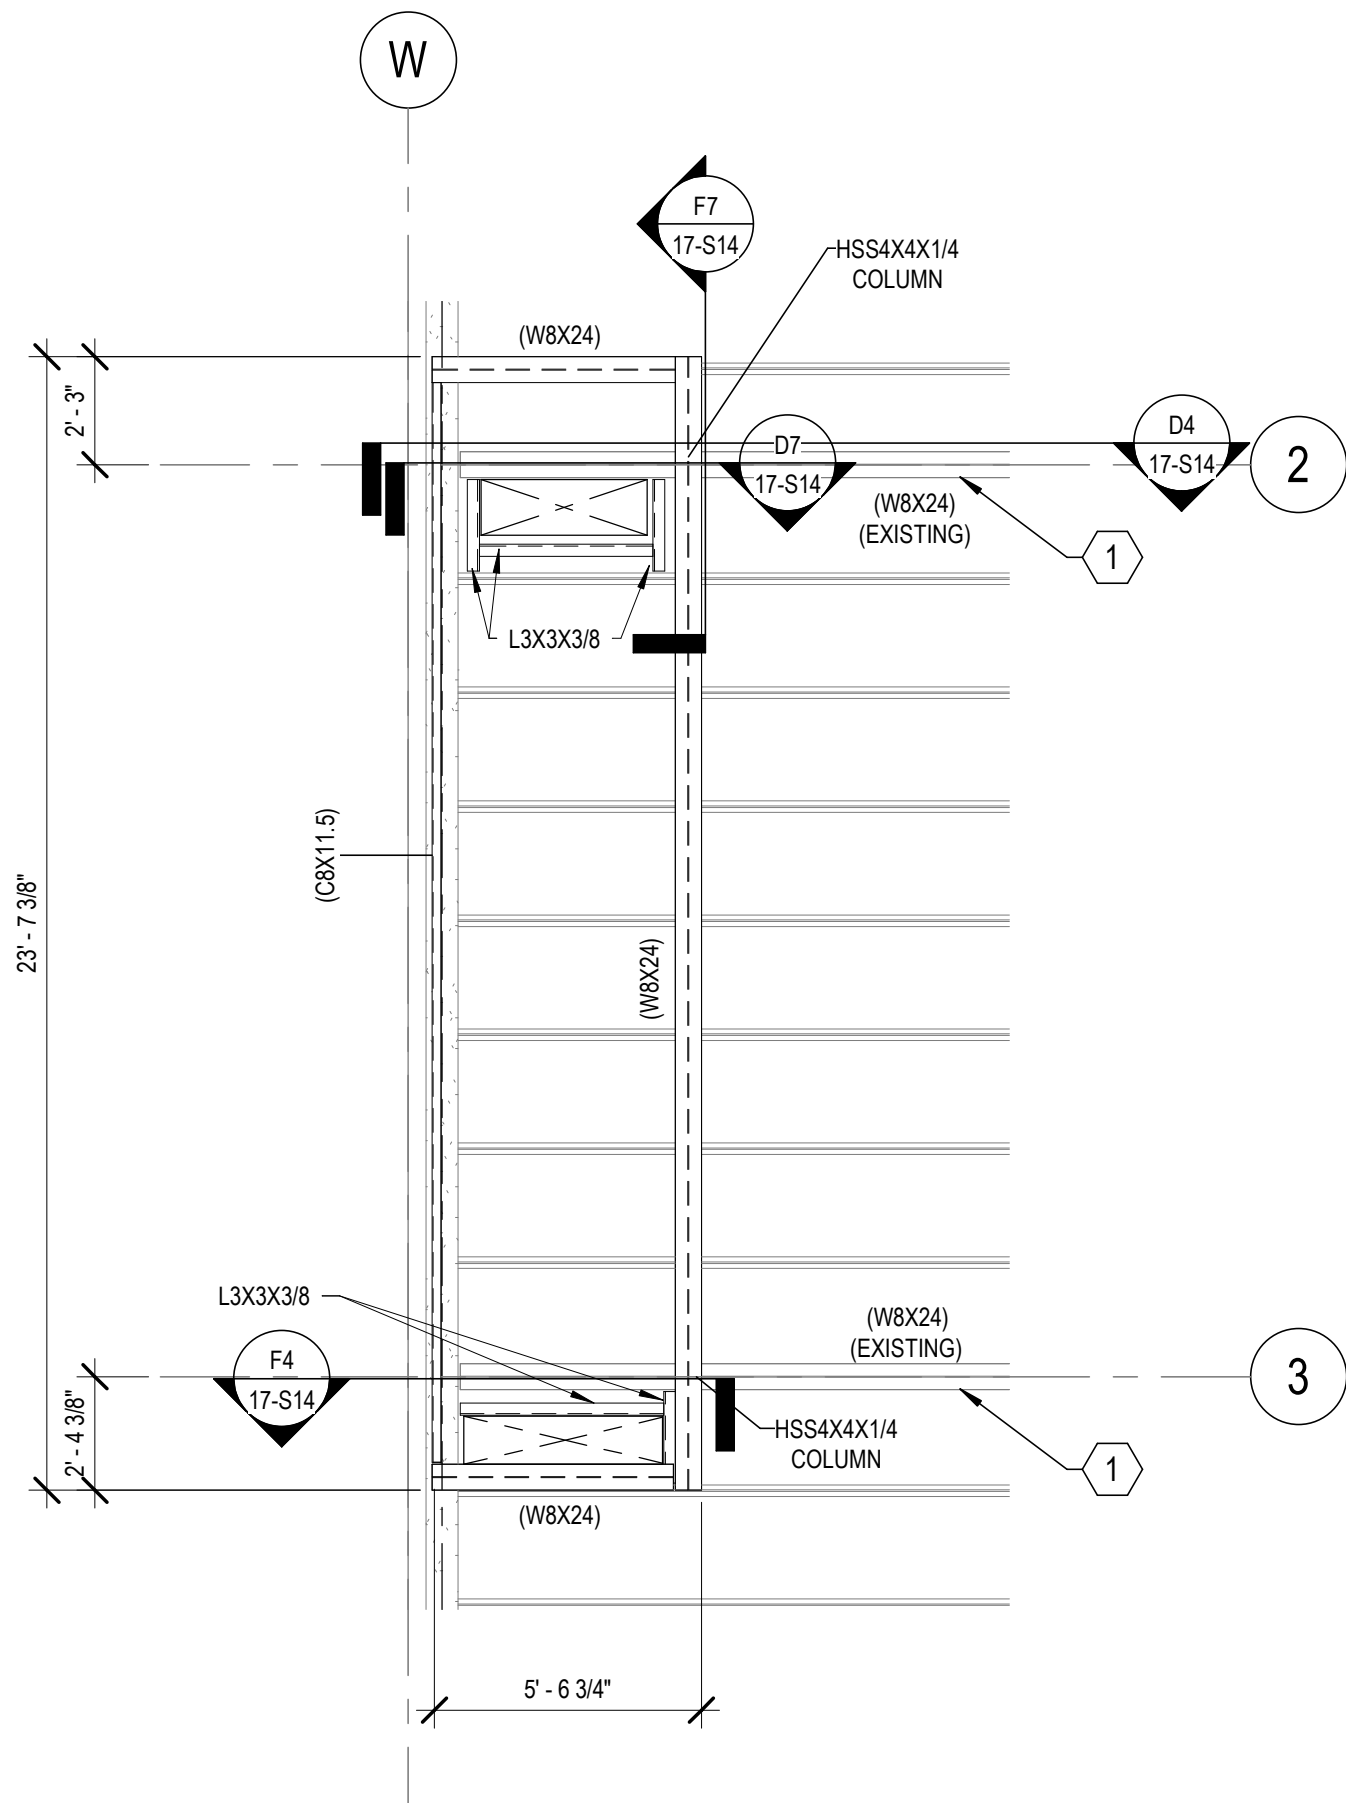 W
F7
17-S14
HSS4X4X1/4
COLUMN
(W8X24)
2' - 3"
D7
17-S14
D4
17-S14
2
(W8X24)
(EXISTING)
1
L3X3X3/8
(C8X11.5)
23' - 7 3/8"
(W8X24)
L3X3X3/8
(W8X24)
(EXISTING)
F4
17-S14
3
2' - 4 3/8"
HSS4X4X1/4
COLUMN
1
(W8X24)
5' - 6 3/4"